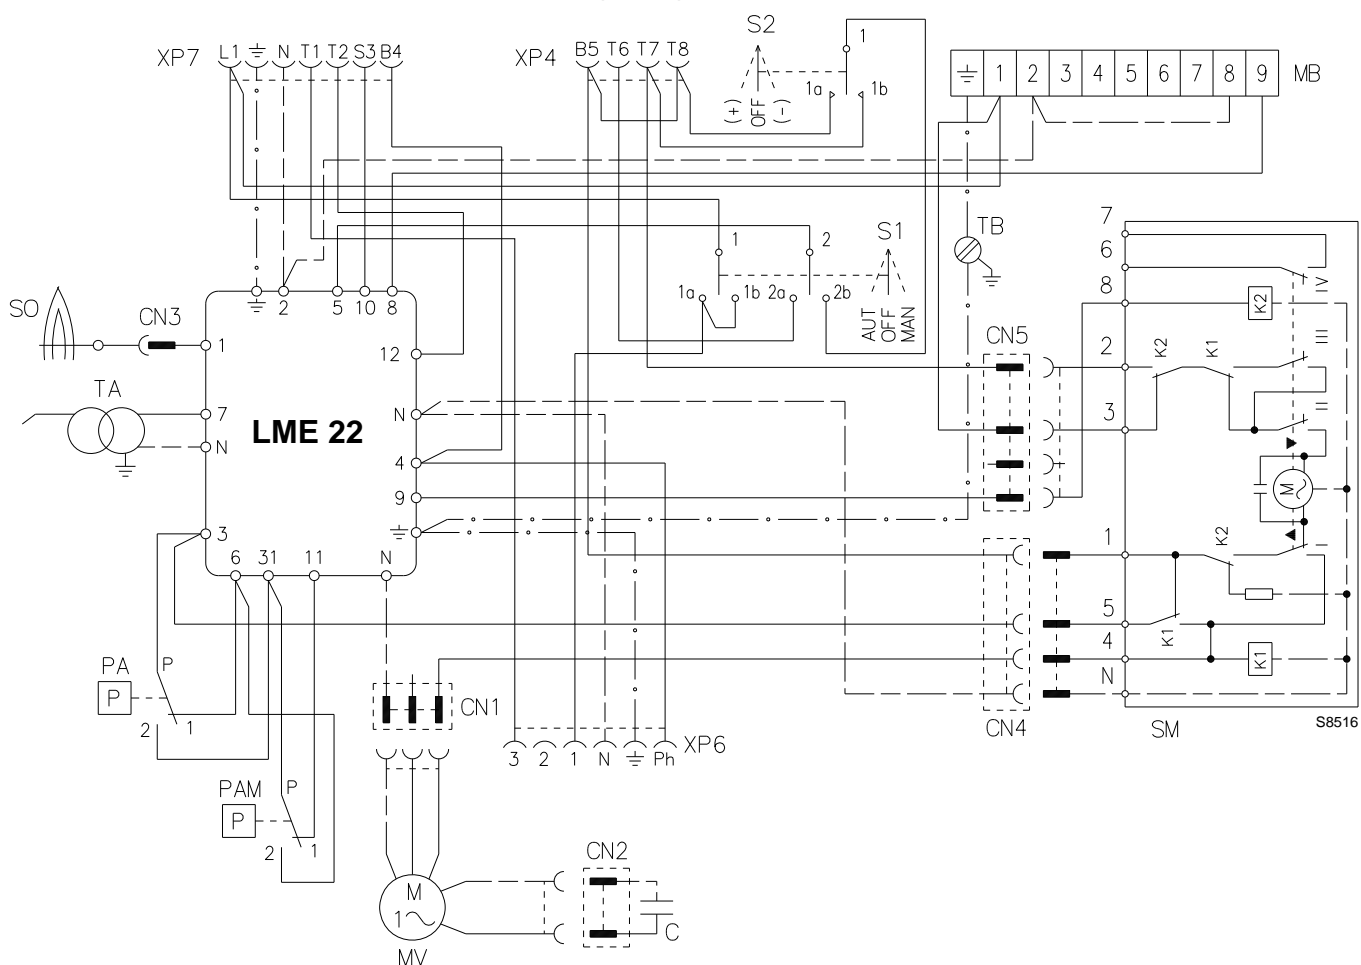 S2
XP7 L1 N T1 T2 S3 B4
XP4 B5 T6 T7 T8
1
1a 1b
(+) OFF (-)
1 2 3 4 5 6 7 8 9 MB
TB
1 2 S1
1a 1b 2a 2b
AUT OFF MAN
SO
CN3
2 5 10 8
1
12
TA
7
N
LME 22
N
4
9
3
6 31 11 N
CN5
7
6
8
2
3
K2
K2 K1
IV
III
II
M
1
K2
I
5
K1
4
K1
N
CN4
SM
S8516
PA
P
P
2 1
PAM
P
P
2 1
CN1
3 2 1 N Ph XP6
CN2
M
1
C
MV